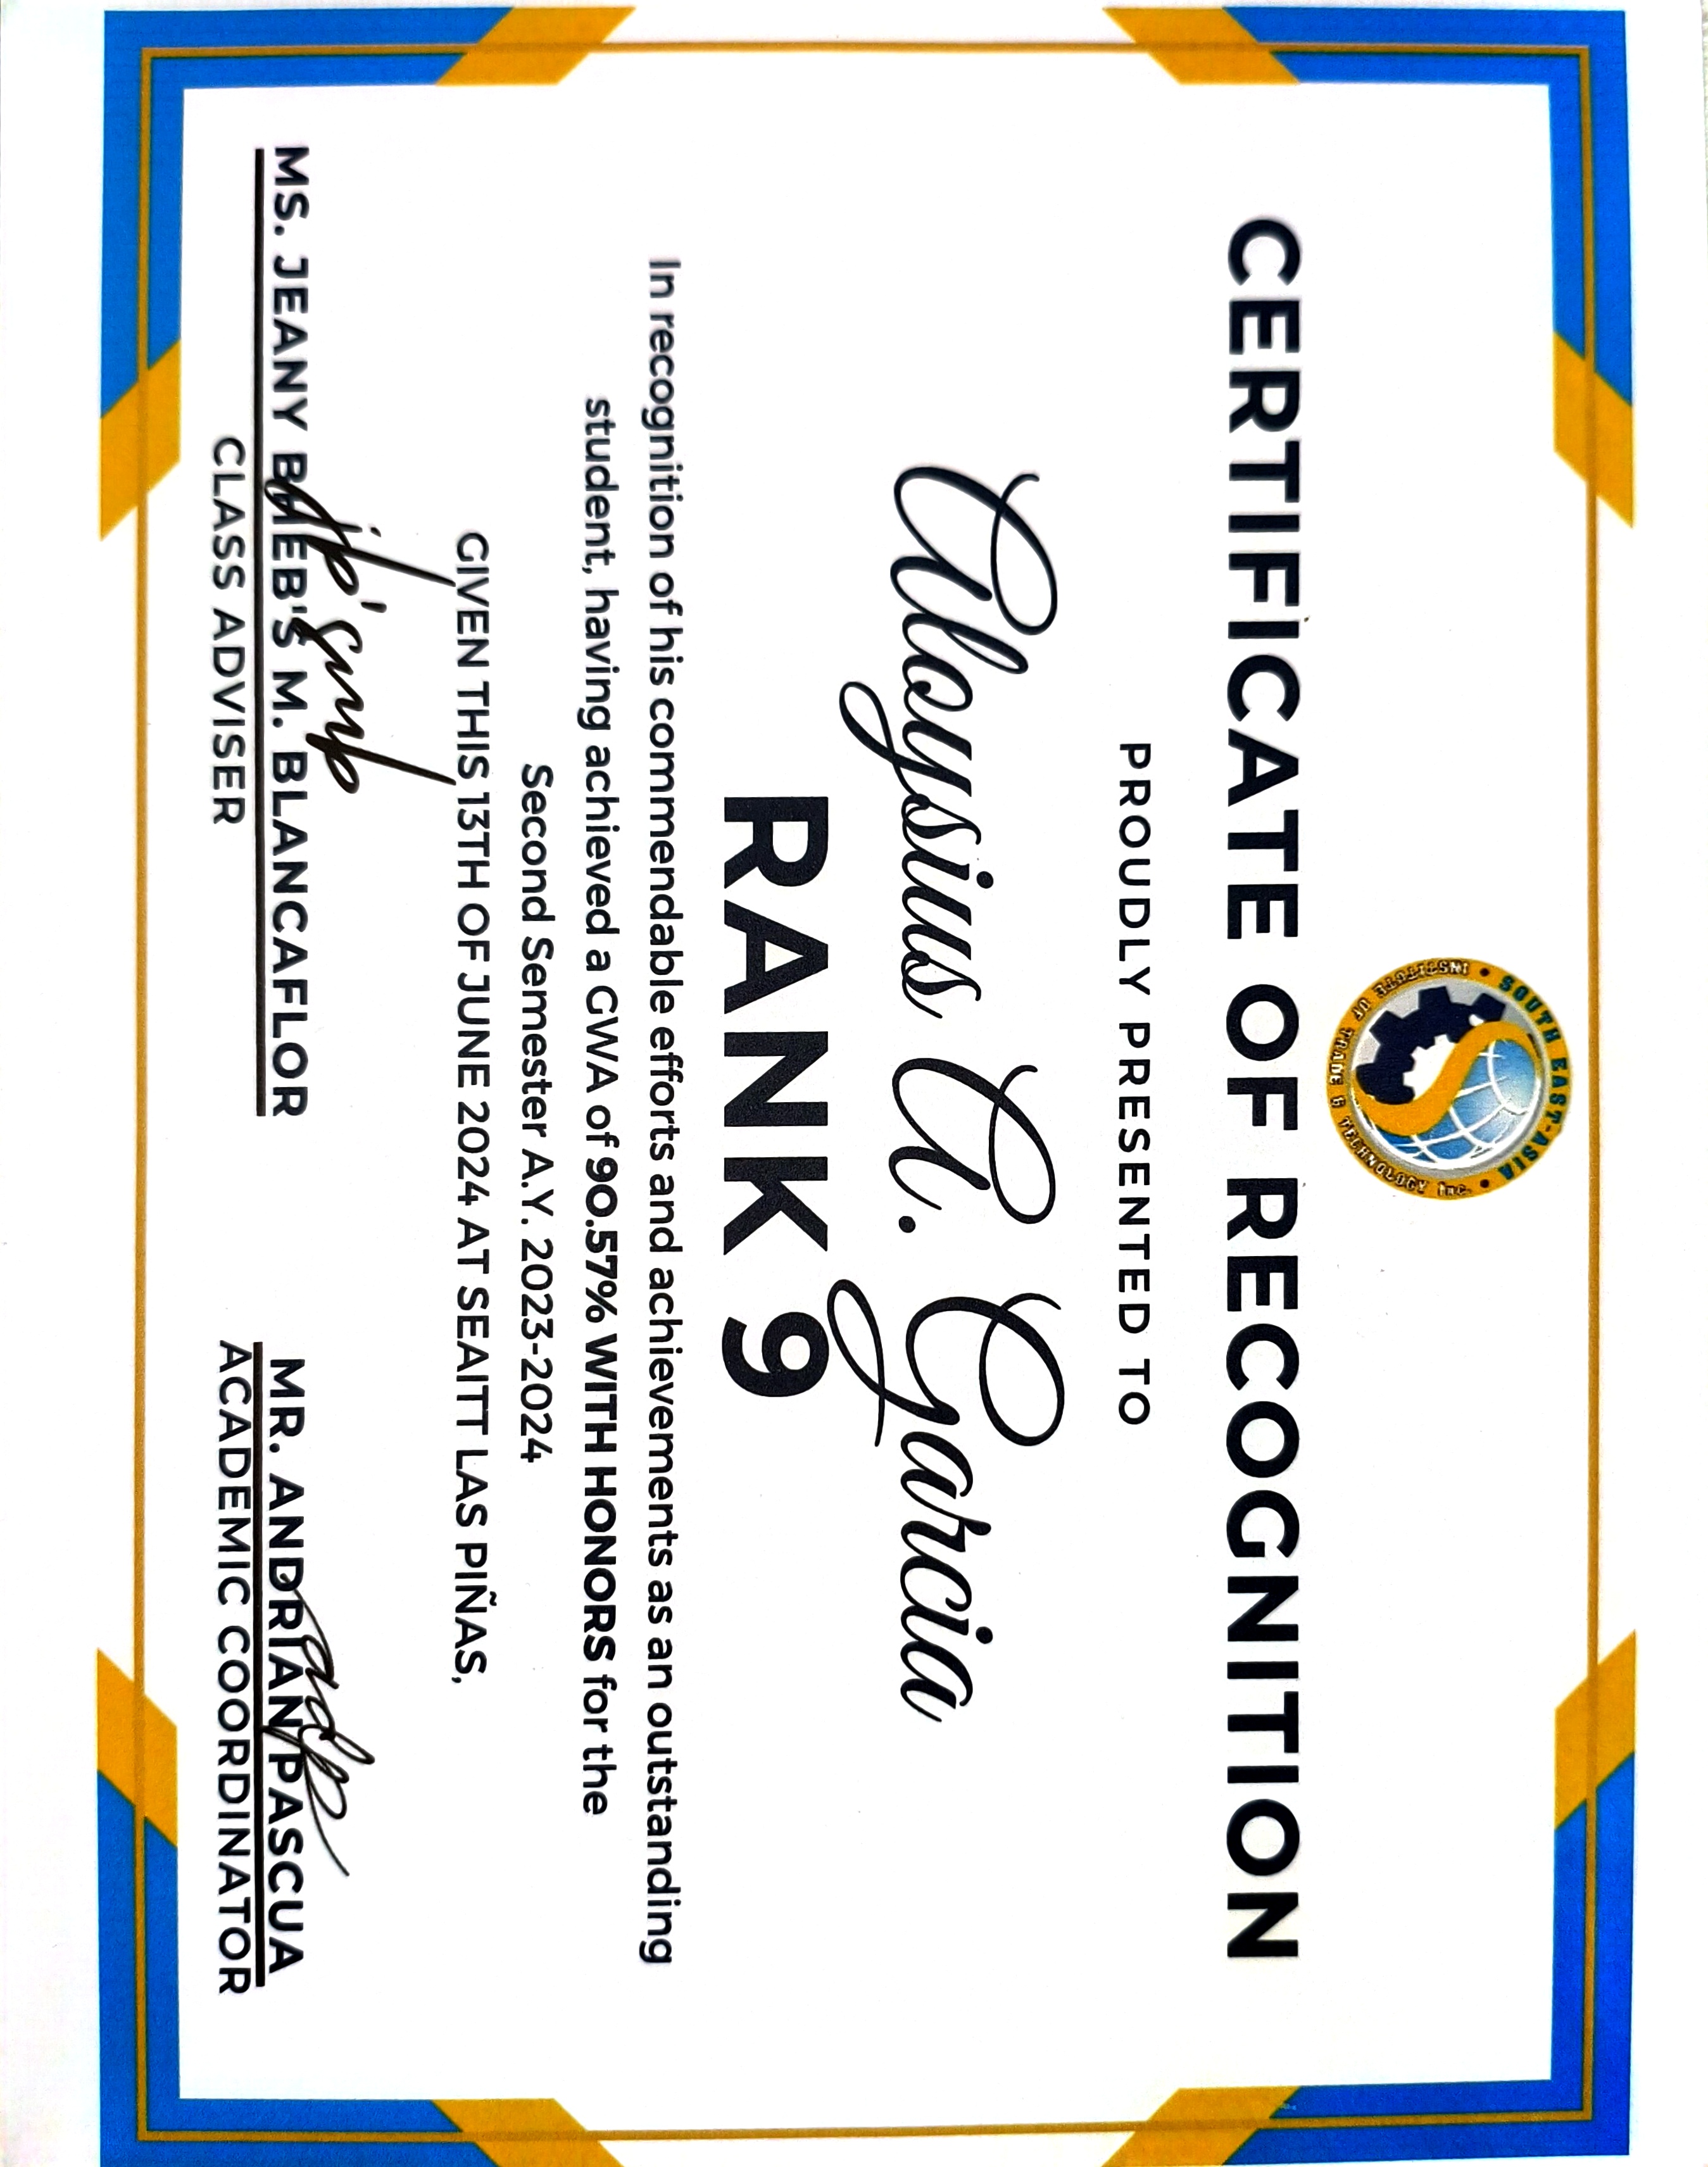 SOUTH EAST-ASIA
INSTITUTE OF TRADE & TECHNOLOGY Inc.
CERTIFICATE OF RECOGNITION
PROUDLY PRESENTED TO
Aloysius A. Garcia
RANK 9
In recognition of his commendable efforts and achievements as an outstanding
student, having achieved a GWA of 90.57% WITH HONORS for the
Second Semester A.Y. 2023-2024
GIVEN THIS 13TH OF JUNE 2024 AT SEAITT LAS PIÑAS,
MS. JEANY BHEB'S M. BLANCAFLOR
CLASS ADVISER
MR. ANDRIAN PASCUA
ACADEMIC COORDINATOR